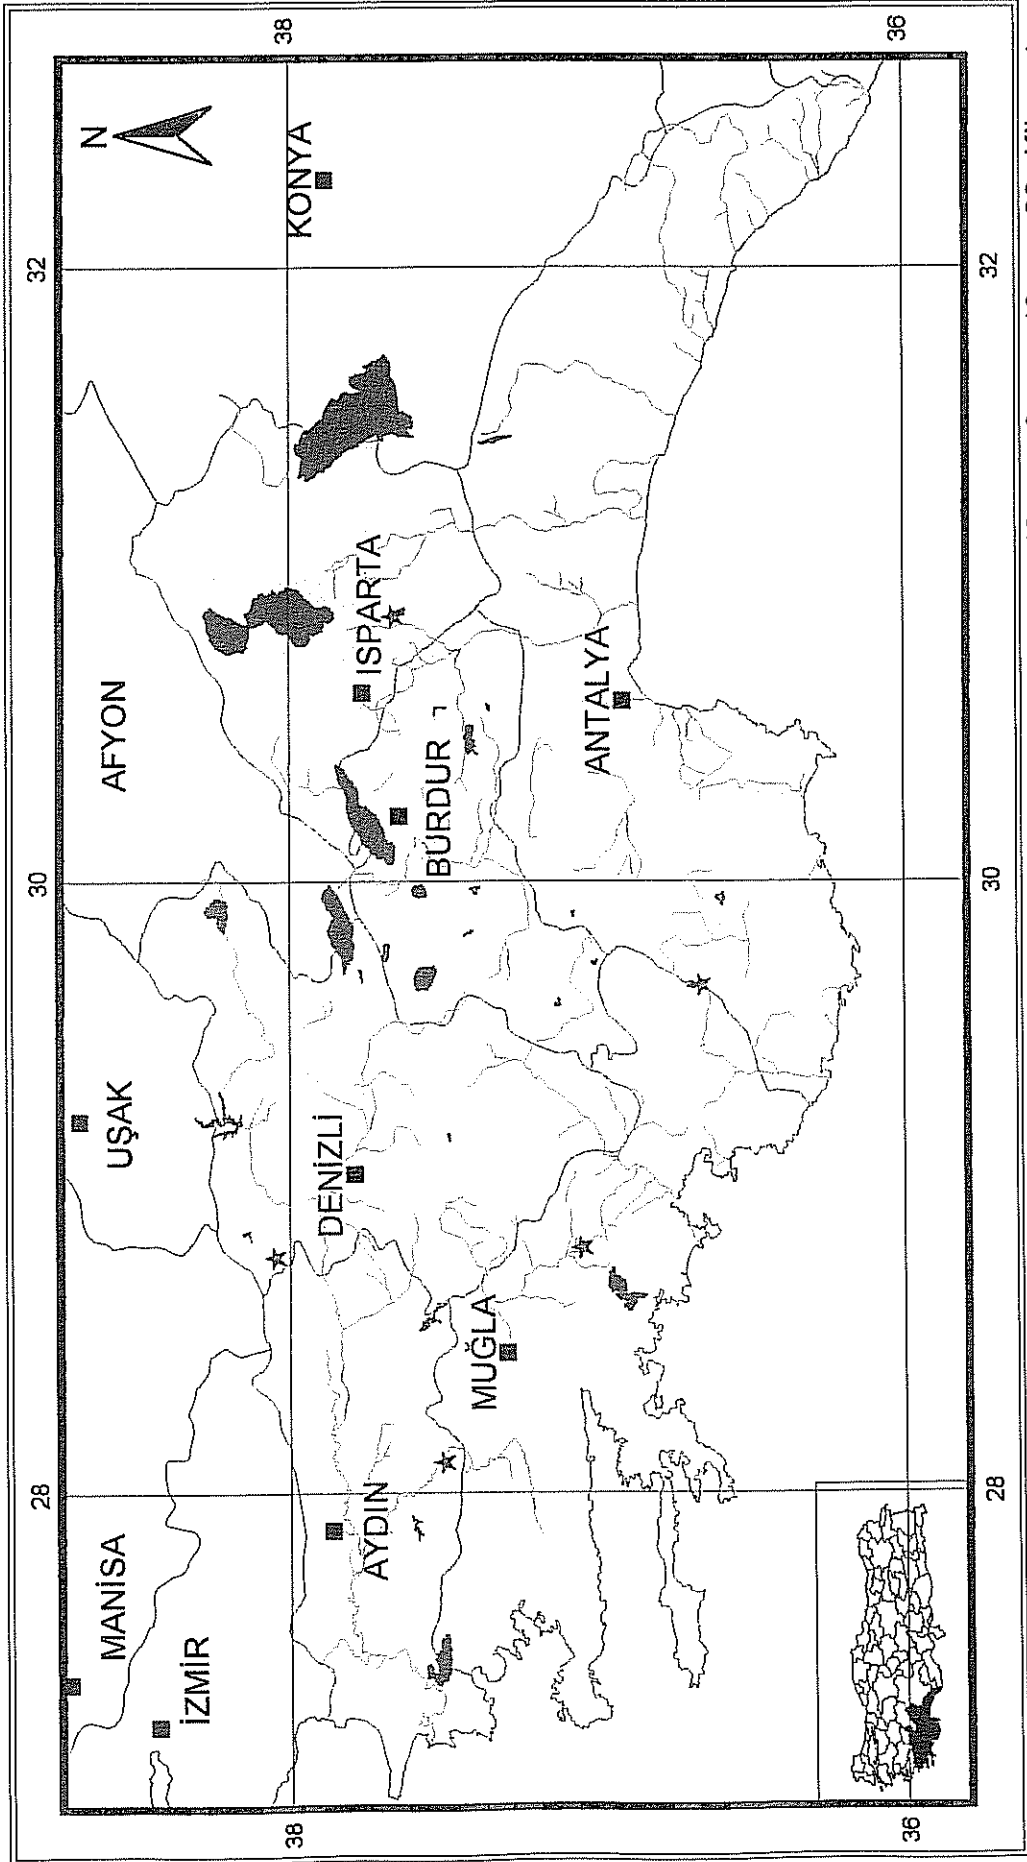 28
30
32
MANİSA
UŞAK
AFYON
N
38
38
İZMİR
KONYA
DENİZLİ
AYDIN
ISPARTA
BURDUR
MUĞLA
ANTALYA
36
36
28
30
32